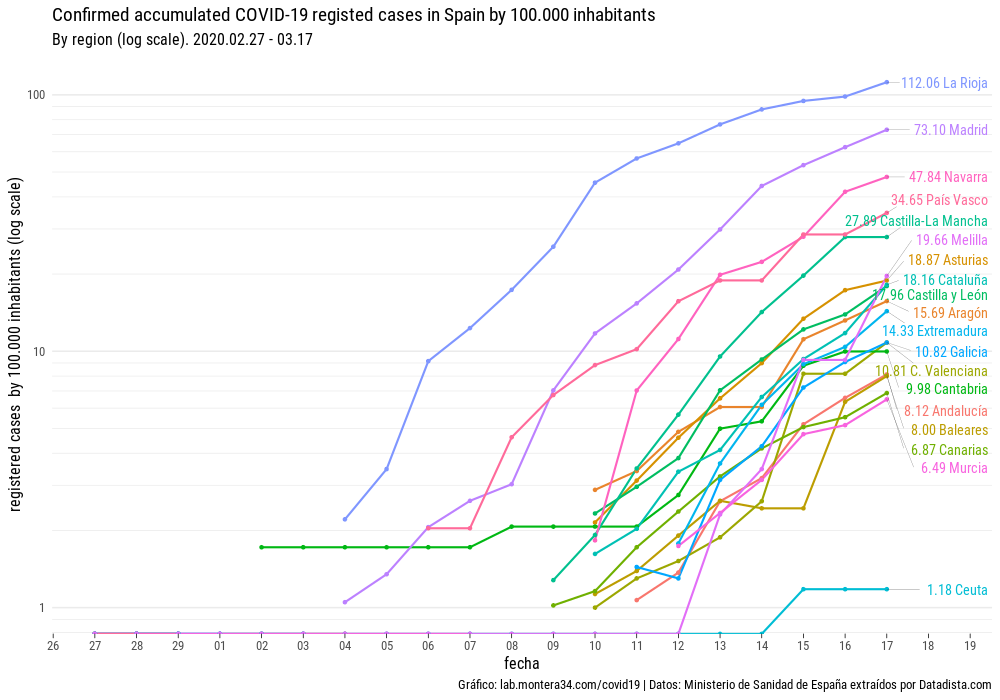 Confirmed accumulated COVID-19 registed cases in Spain by 100.000 inhabitants
By region (log scale). 2020.02.27 - 03.17
registered cases by 100.000 inhabitants (log scale)
100
10
1
112.06 La Rioja
73.10 Madrid
47.84 Navarra
34.65 País Vasco
27.89 Castilla-La Mancha
19.66 Melilla
18.87 Asturias
18.16 Cataluña
17.96 Castilla y León
15.69 Aragón
14.33 Extremadura
10.82 Galicia
10.81 C. Valenciana
9.98 Cantabria
8.12 Andalucía
8.00 Baleares
6.87 Canarias
6.49 Murcia
1.18 Ceuta
26 27 28 29 01 02 03 04 05 06 07 08 09 10 11 12 13 14 15 16 17 18 19
fecha
Gráfico: lab.montera34.com/covid19 | Datos: Ministerio de Sanidad de España extraídos por Datadista.com